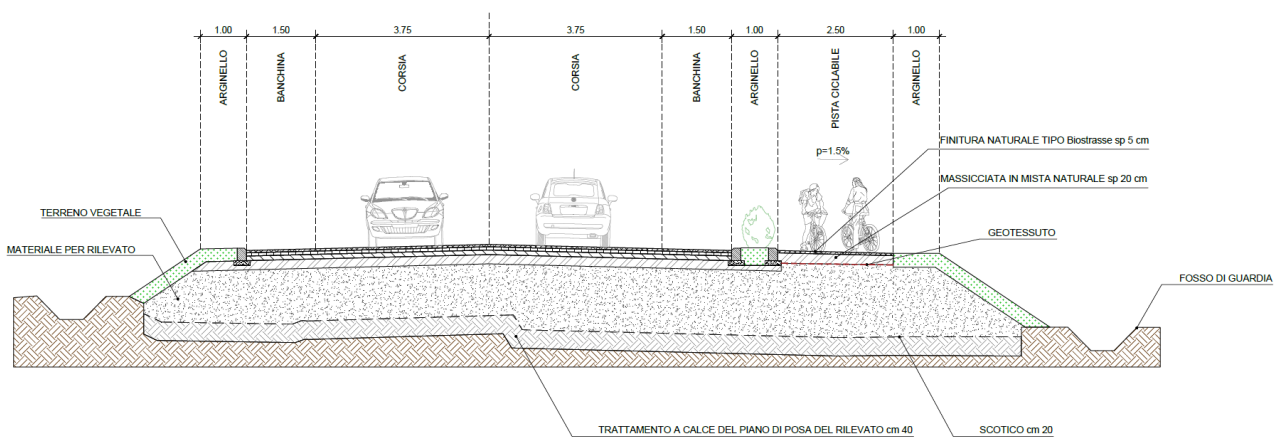 1.00 1.50 3.75 3.75 1.50 1.00 2.50 1.00
ARGINELLO
BANCHINA
CORSIA
CORSIA
BANCHINA
ARGINELLO
PISTA CICLABILE
ARGINELLO
p=1.5%
FINITURA NATURALE TIPO Biostrasse sp 5 cm
MASSICCIATA IN MISTA NATURALE sp 20 cm
TERRENO VEGETALE
GEOTESSUTO
MATERIALE PER RILEVATO
FOSSO DI GUARDIA
TRATTAMENTO A CALCE DEL PIANO DI POSA DEL RILEVATO cm 40
SCOTICO cm 20